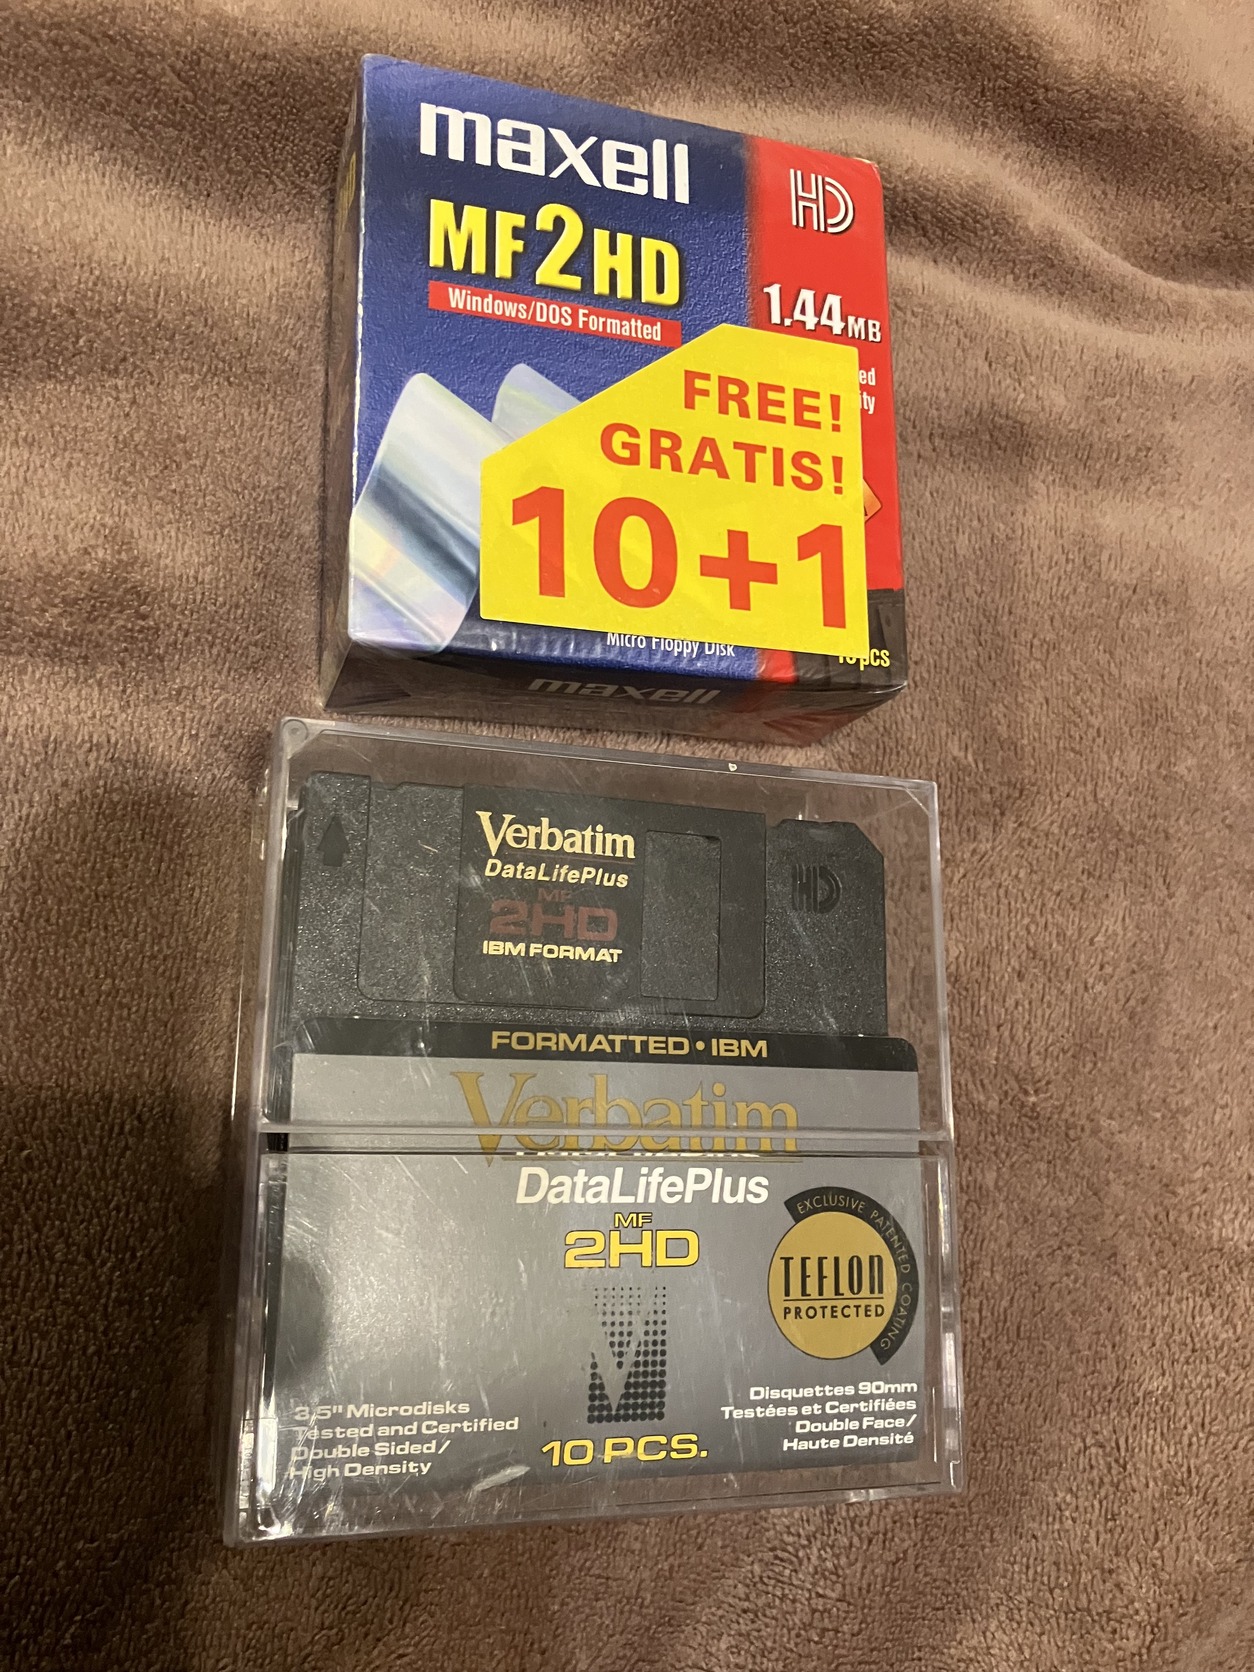 maxell
HD
MF2HD
Windows/DOS Formatted
1.44MB
FREE!
GRATIS!
10+1
Micro Floppy Disk
pcs
maxell
Verbatim
DataLifePlus
MF
2HD
IBM FORMAT
HD
FORMATTED • IBM
Verbatim
DataLifePlus
MF
2HD
EXCLUSIVE PATENTED COATING
TEFLON
PROTECTED
3.5" Microdisks
Tested and Certified
Double Sided/
High Density
10 PCS.
Disquettes 90mm
Testées et Certifiées
Double Face/
Haute Densité